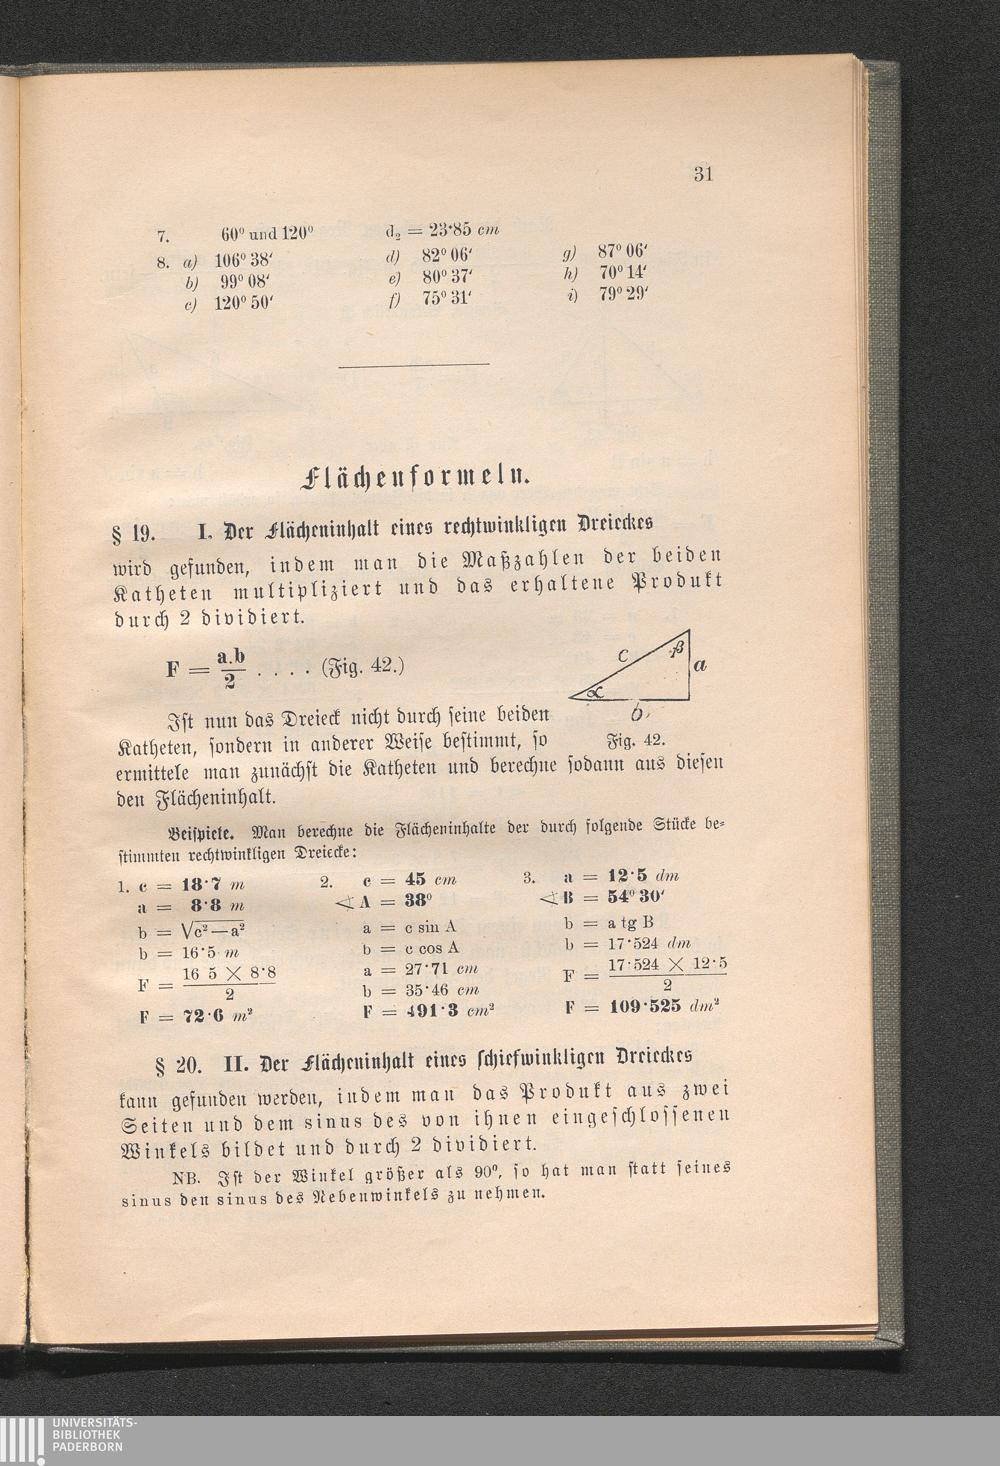 31
7. 60° und 120° d₂ = 23·85 cm
8. a) 106° 38‘ d) 82° 06‘ g) 87° 06‘
b) 99° 08‘ e) 80° 37‘ h) 70° 14‘
c) 120° 50‘ f) 75° 31‘ i) 79° 29‘
Flächenformeln.
§ 19. I. Der Flächeninhalt eines rechtwinkligen Dreieckes
wird gefunden, indem man die Maßzahlen der beiden
Katheten multipliziert und das erhaltene Produkt
durch 2 dividiert.
F = a.b/2 . . . . (Fig. 42.)
c β a
α
b
Ist nun das Dreieck nicht durch seine beiden
Katheten, sondern in anderer Weise bestimmt, so
Fig. 42.
ermittele man zunächst die Katheten und berechne sodann aus diesen
den Flächeninhalt.
Beispiele. Man berechne die Flächeninhalte der durch folgende Stücke be=
stimmten rechtwinkligen Dreiecke:
1. c = 18·7 m
a = 8·8 m
b = √c²—a²
b = 16·5 m
F = 16 5 × 8·8 / 2
F = 72·6 m²
2. c = 45 cm
∢ A = 38°
a = c sin A
b = c cos A
a = 27·71 cm
b = 35·46 cm
F = 491·3 cm²
3. a = 12·5 dm
∢ B = 54° 30‘
b = a tg B
b = 17·524 dm
F = 17·524 × 12·5 / 2
F = 109·525 dm²
§ 20. II. Der Flächeninhalt eines schiefwinkligen Dreieckes
kann gefunden werden, indem man das Produkt aus zwei
Seiten und dem sinus des von ihnen eingeschlossenen
Winkels bildet und durch 2 dividiert.
NB. Ist der Winkel größer als 90°, so hat man statt seines
sinus den sinus des Nebenwinkels zu nehmen.
UNIVERSITÄTS-
BIBLIOTHEK
PADERBORN